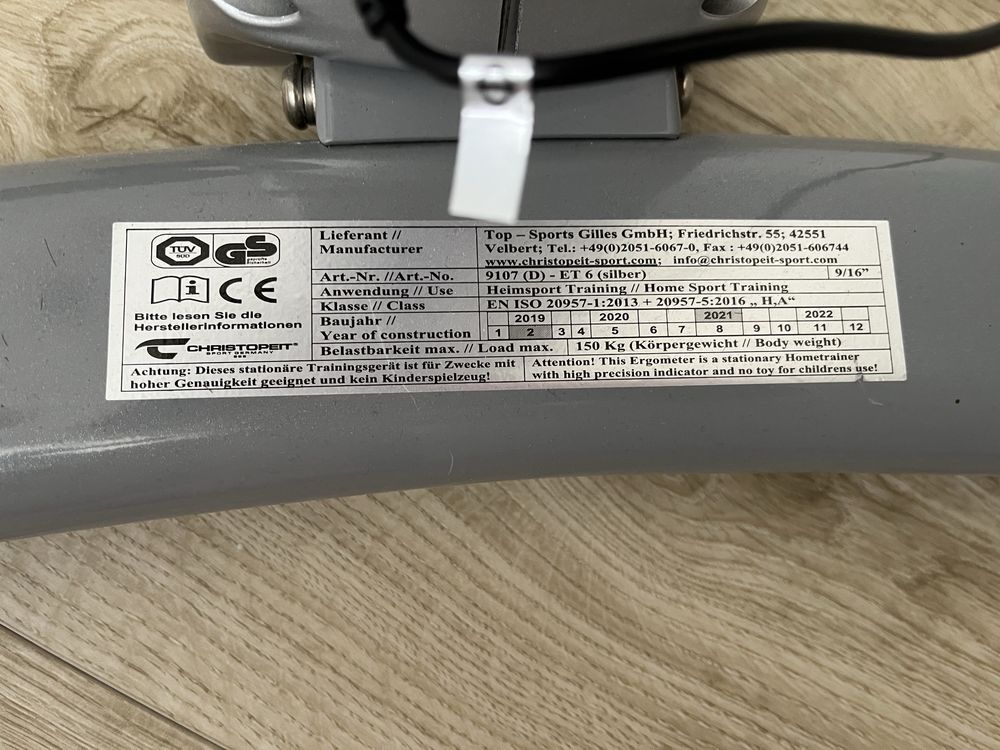 TÜV
SÜD
GS
geprüfte
Sicherheit
i
CE
Bitte lesen Sie die
Herstellerinformationen
CHRISTOPEIT
SPORT GERMANY
Lieferant //
Manufacturer
Top – Sports Gilles GmbH; Friedrichstr. 55; 42551
Velbert; Tel.: +49(0)2051-6067-0, Fax : +49(0)2051-606744
www.christopeit-sport.com; info@christopeit-sport.com
Art.-Nr. //Art.-No. 9107 (D) - ET 6 (silber) 9/16”
Anwendung // Use Heimsport Training // Home Sport Training
Klasse // Class EN ISO 20957-1:2013 + 20957-5:2016 „ H,A“
Baujahr //
Year of construction
2019 2020 2021 2022
1 2 3 4 5 6 7 8 9 10 11 12
Belastbarkeit max. // Load max. 150 Kg (Körpergewicht // Body weight)
Achtung: Dieses stationäre Trainingsgerät ist für Zwecke mit
hoher Genauigkeit geeignet und kein Kinderspielzeug!
Attention! This Ergometer is a stationary Hometrainer
with high precision indicator and no toy for childrens use!